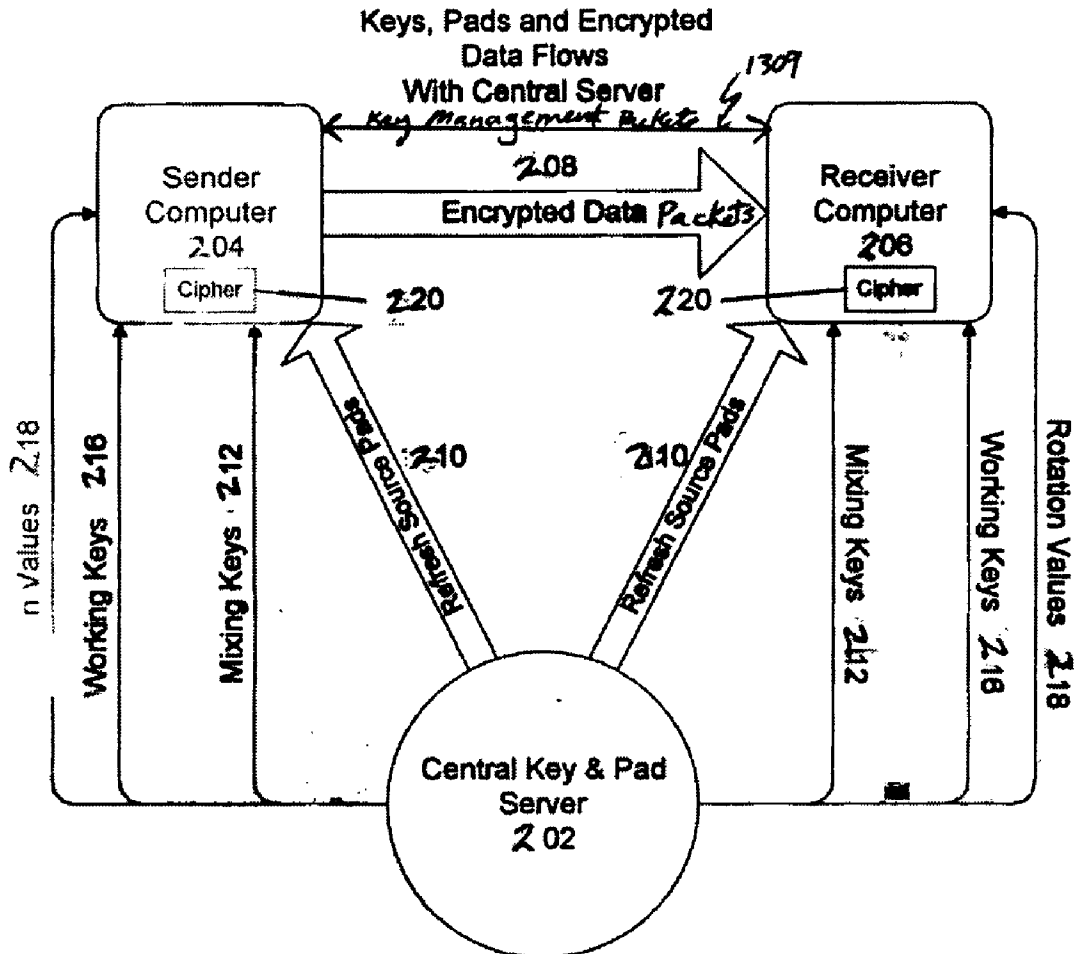 Keys, Pads and Encrypted
Data Flows
With Central Server
1309
Key Management Packets
208
Encrypted Data Packets
Sender
Computer
204
Cipher
220
Receiver
Computer
206
Cipher
220
n Values 218
Working Keys 216
Mixing Keys 212
Refresh Source Pads
210
Refresh Source Pads
210
Mixing Keys 212
Working Keys 216
Rotation Values 218
Central Key & Pad
Server
202